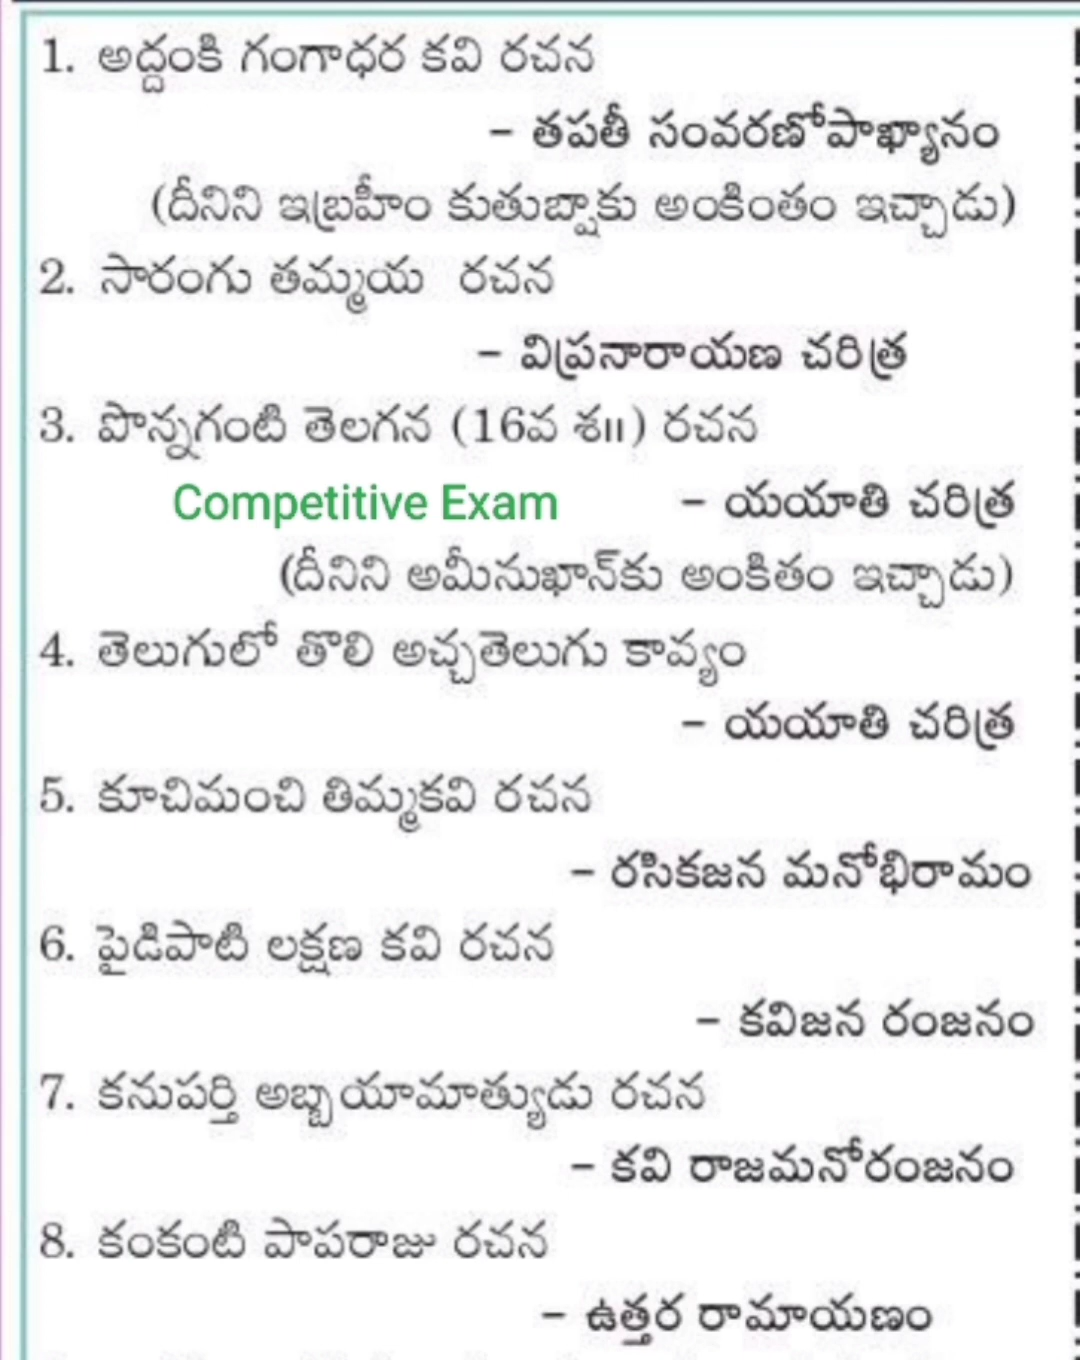 1. అద్దంకి గంగాధర కవి రచన
– తపతీ సంవరణోపాఖ్యానం
(దీనిని ఇబ్రహీం కుతుబ్షాకు అంకింతం ఇచ్చాడు)
2. సారంగు తమ్మయ రచన
– విప్రనారాయణ చరిత్ర
3. పొన్నగంటి తెలగన (16వ శ॥) రచన
Competitive Exam – యయాతి చరిత్ర
(దీనిని అమీనుఖాన్‌కు అంకితం ఇచ్చాడు)
4. తెలుగులో తొలి అచ్చతెలుగు కావ్యం
– యయాతి చరిత్ర
5. కూచిమంచి తిమ్మకవి రచన
– రసికజన మనోభిరామం
6. పైడిపాటి లక్షణ కవి రచన
– కవిజన రంజనం
7. కనుపర్తి అబ్బయామాత్యుడు రచన
– కవి రాజమనోరంజనం
8. కంకంటి పాపరాజు రచన
– ఉత్తర రామాయణం